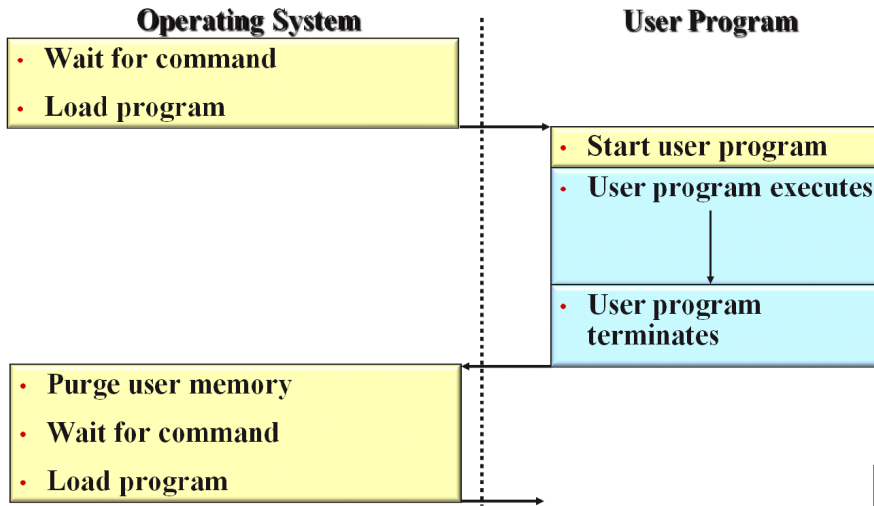 Operating System
User Program
• Wait for command
• Load program
• Start user program
• User program executes
• User program
terminates
• Purge user memory
• Wait for command
• Load program